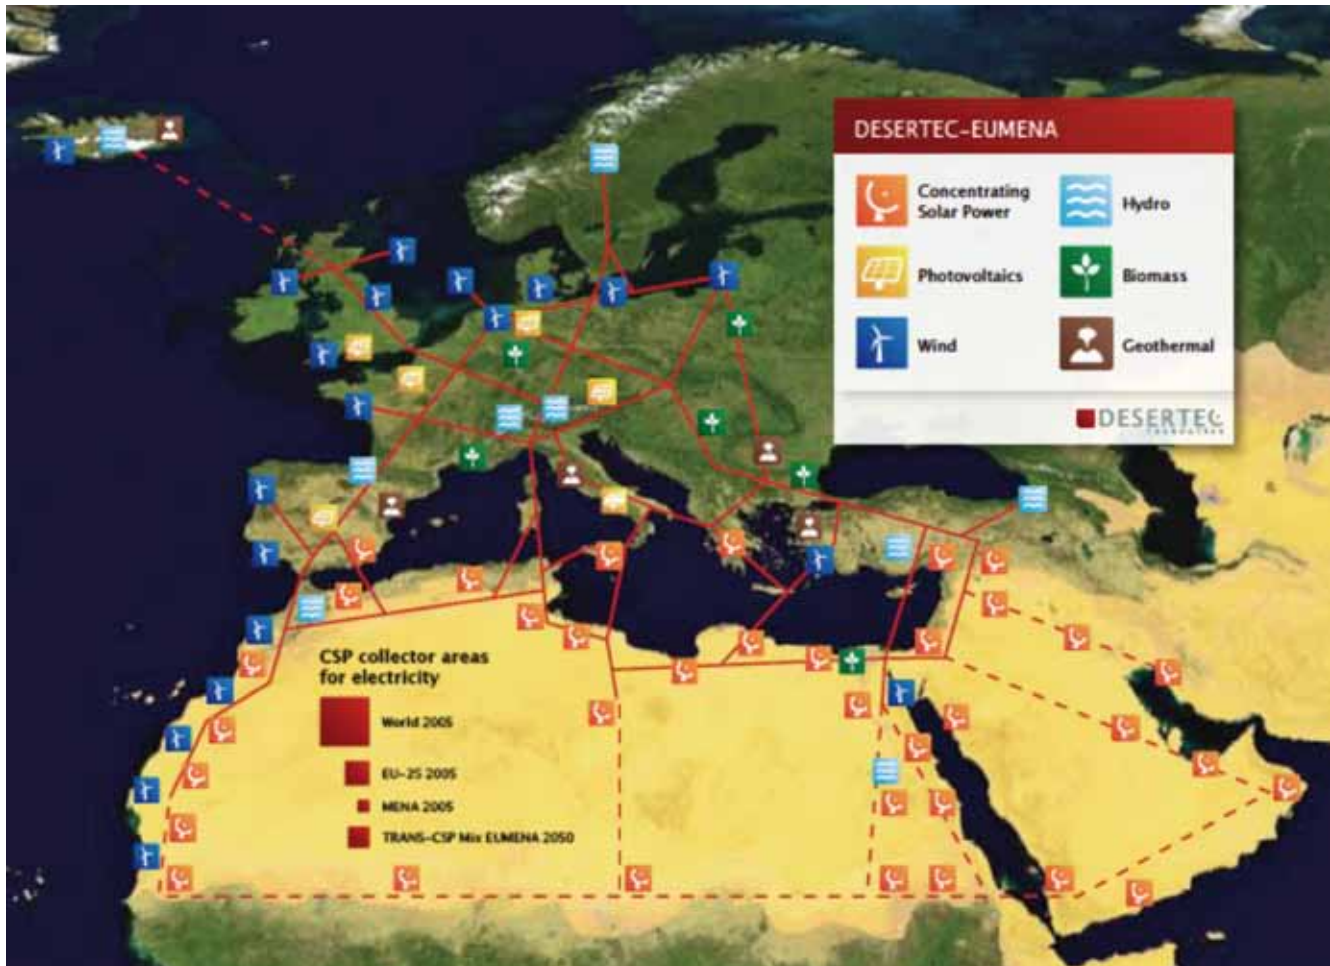 DESERTEC–EUMENA
Concentrating
Solar Power
Hydro
Photovoltaics
Biomass
Wind
Geothermal
DESERTEC
FOUNDATION
CSP collector areas
for electricity
World 2005
EU–25 2005
MENA 2005
TRANS–CSP Mix EUMENA 2050